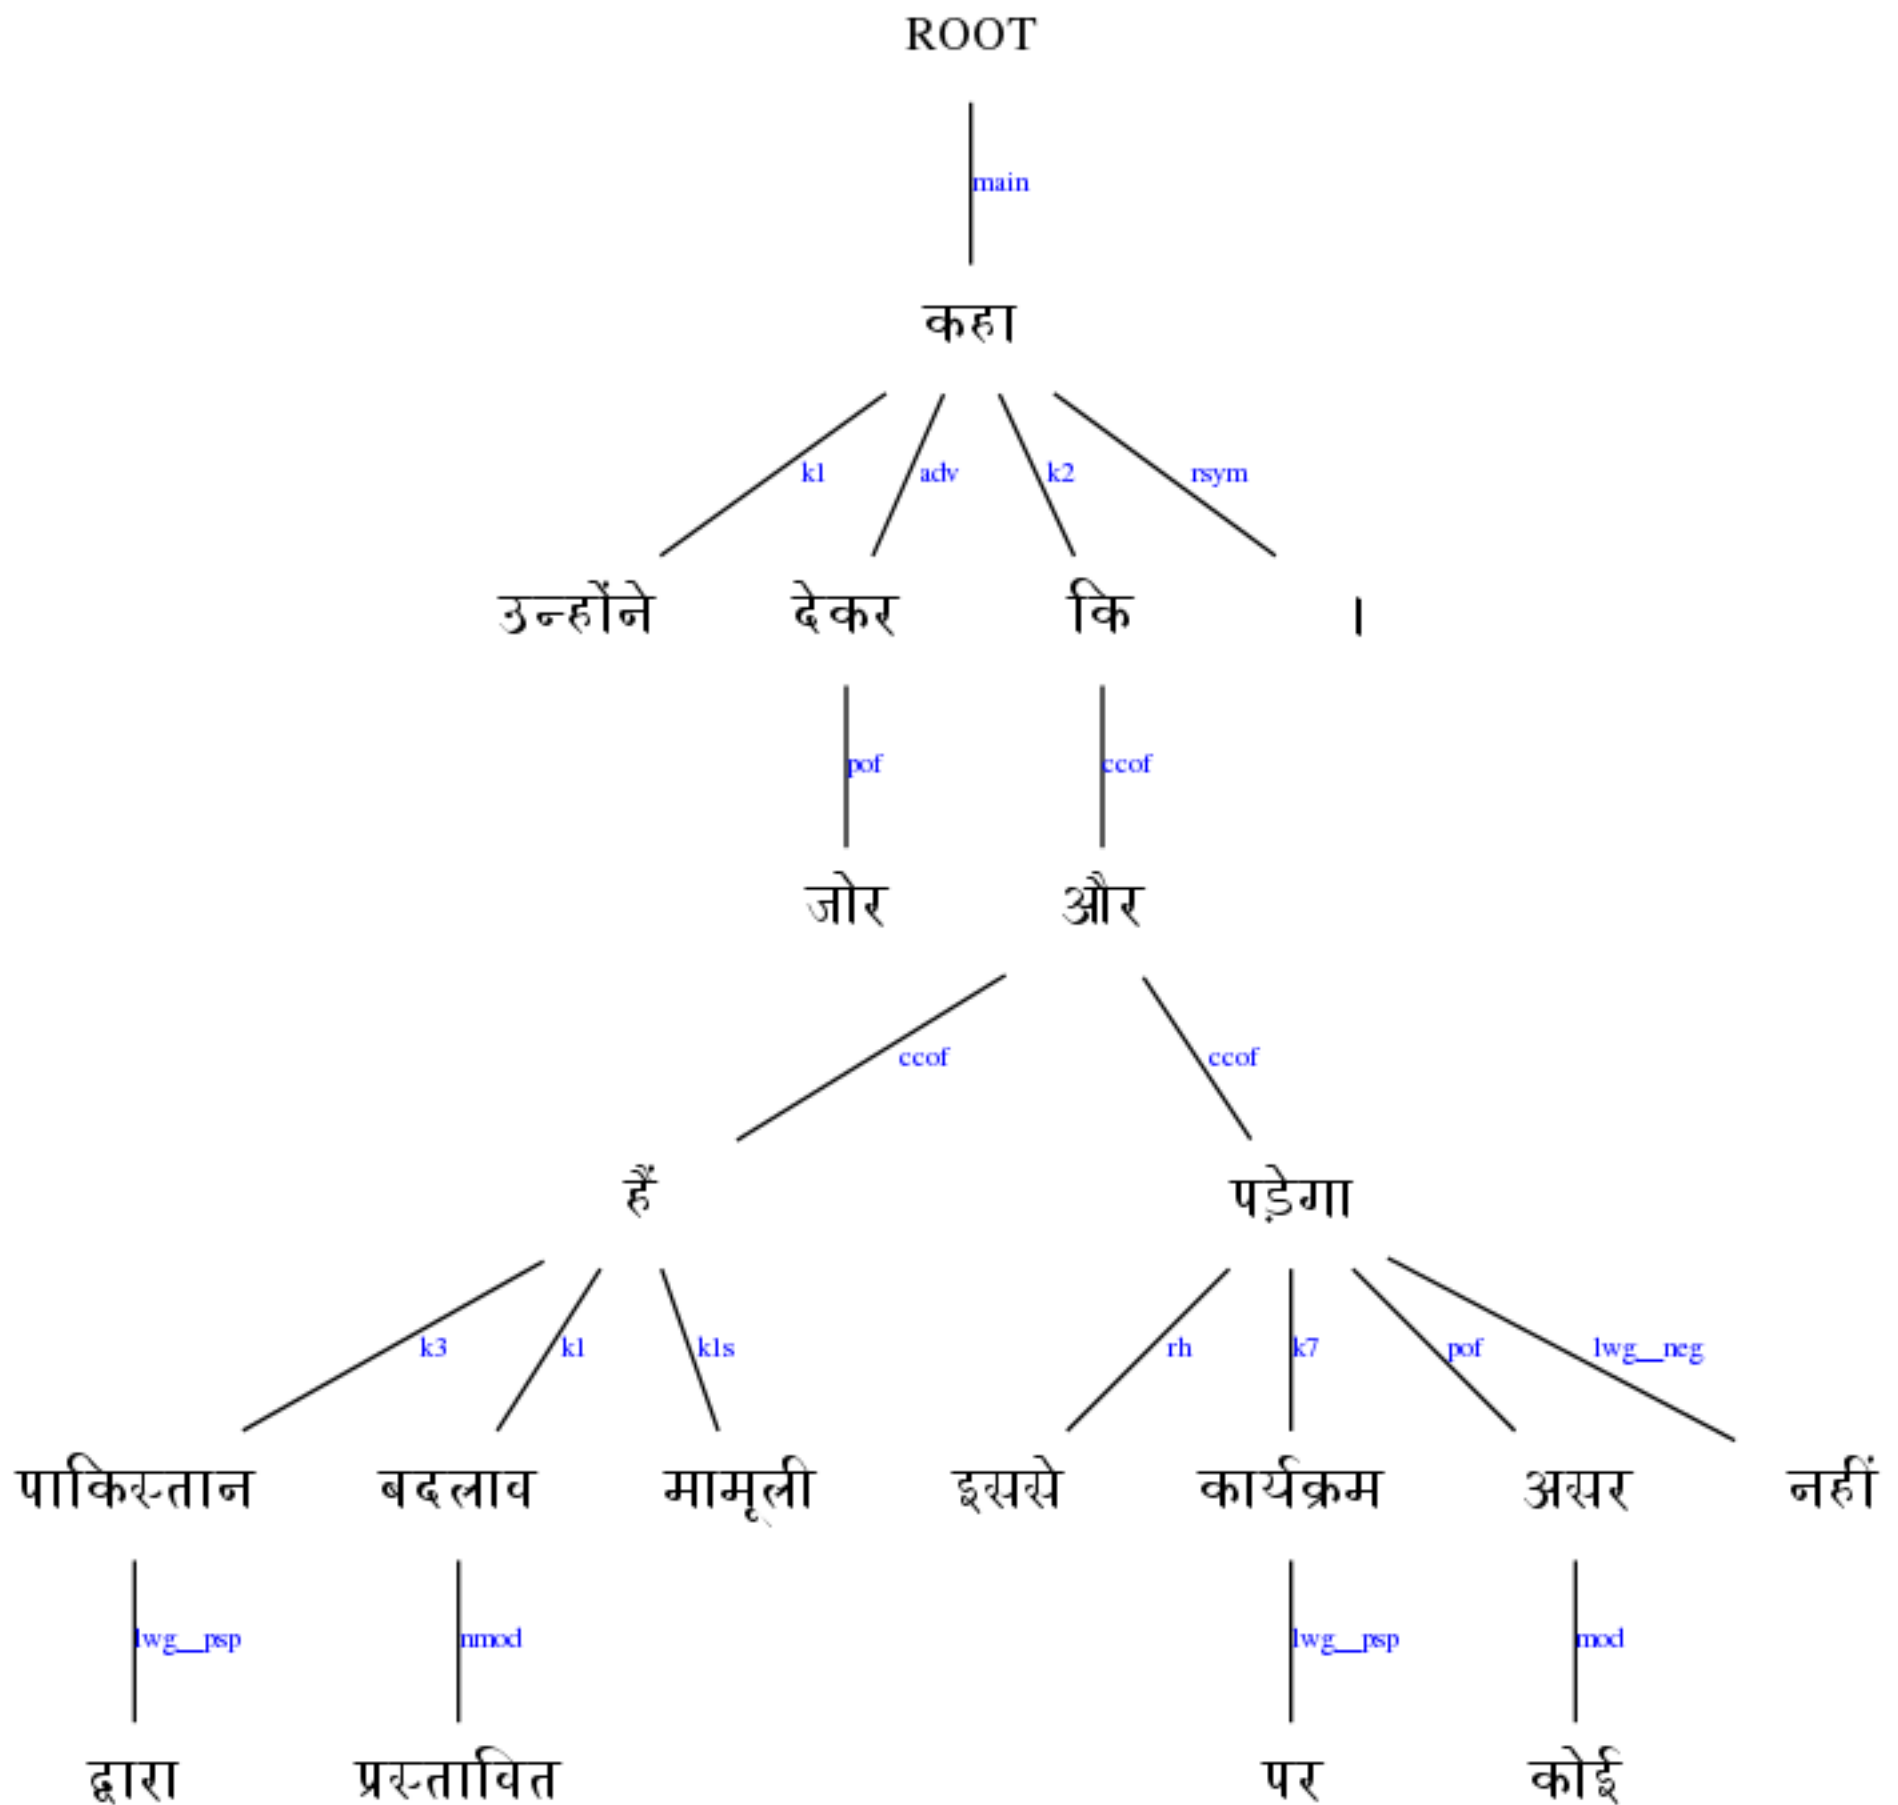 ROOT
main
कहा
k1 adv k2 rsym
उन्होंने देकर कि ।
pof ccof
जोर और
ccof ccof
हैं पड़ेगा
k3 k1 k1s rh k7 pof lwg__neg
पाकिस्तान बदलाव मामूली इससे कार्यक्रम असर नहीं
lwg__psp nmod lwg__psp mod
द्वारा प्रस्तावित पर कोई